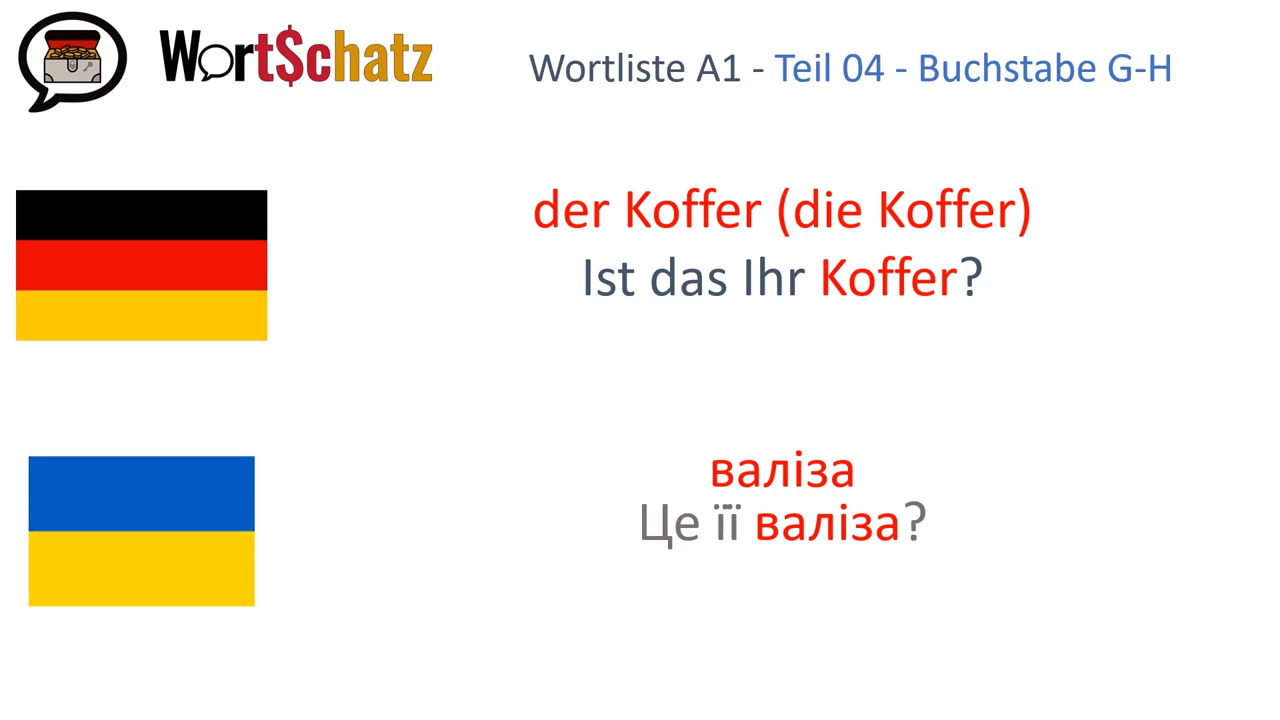 WortSchatz
Wortliste A1 - Teil 04 - Buchstabe G-H
der Koffer (die Koffer)
Ist das Ihr Koffer?
валіза
Це її валіза?